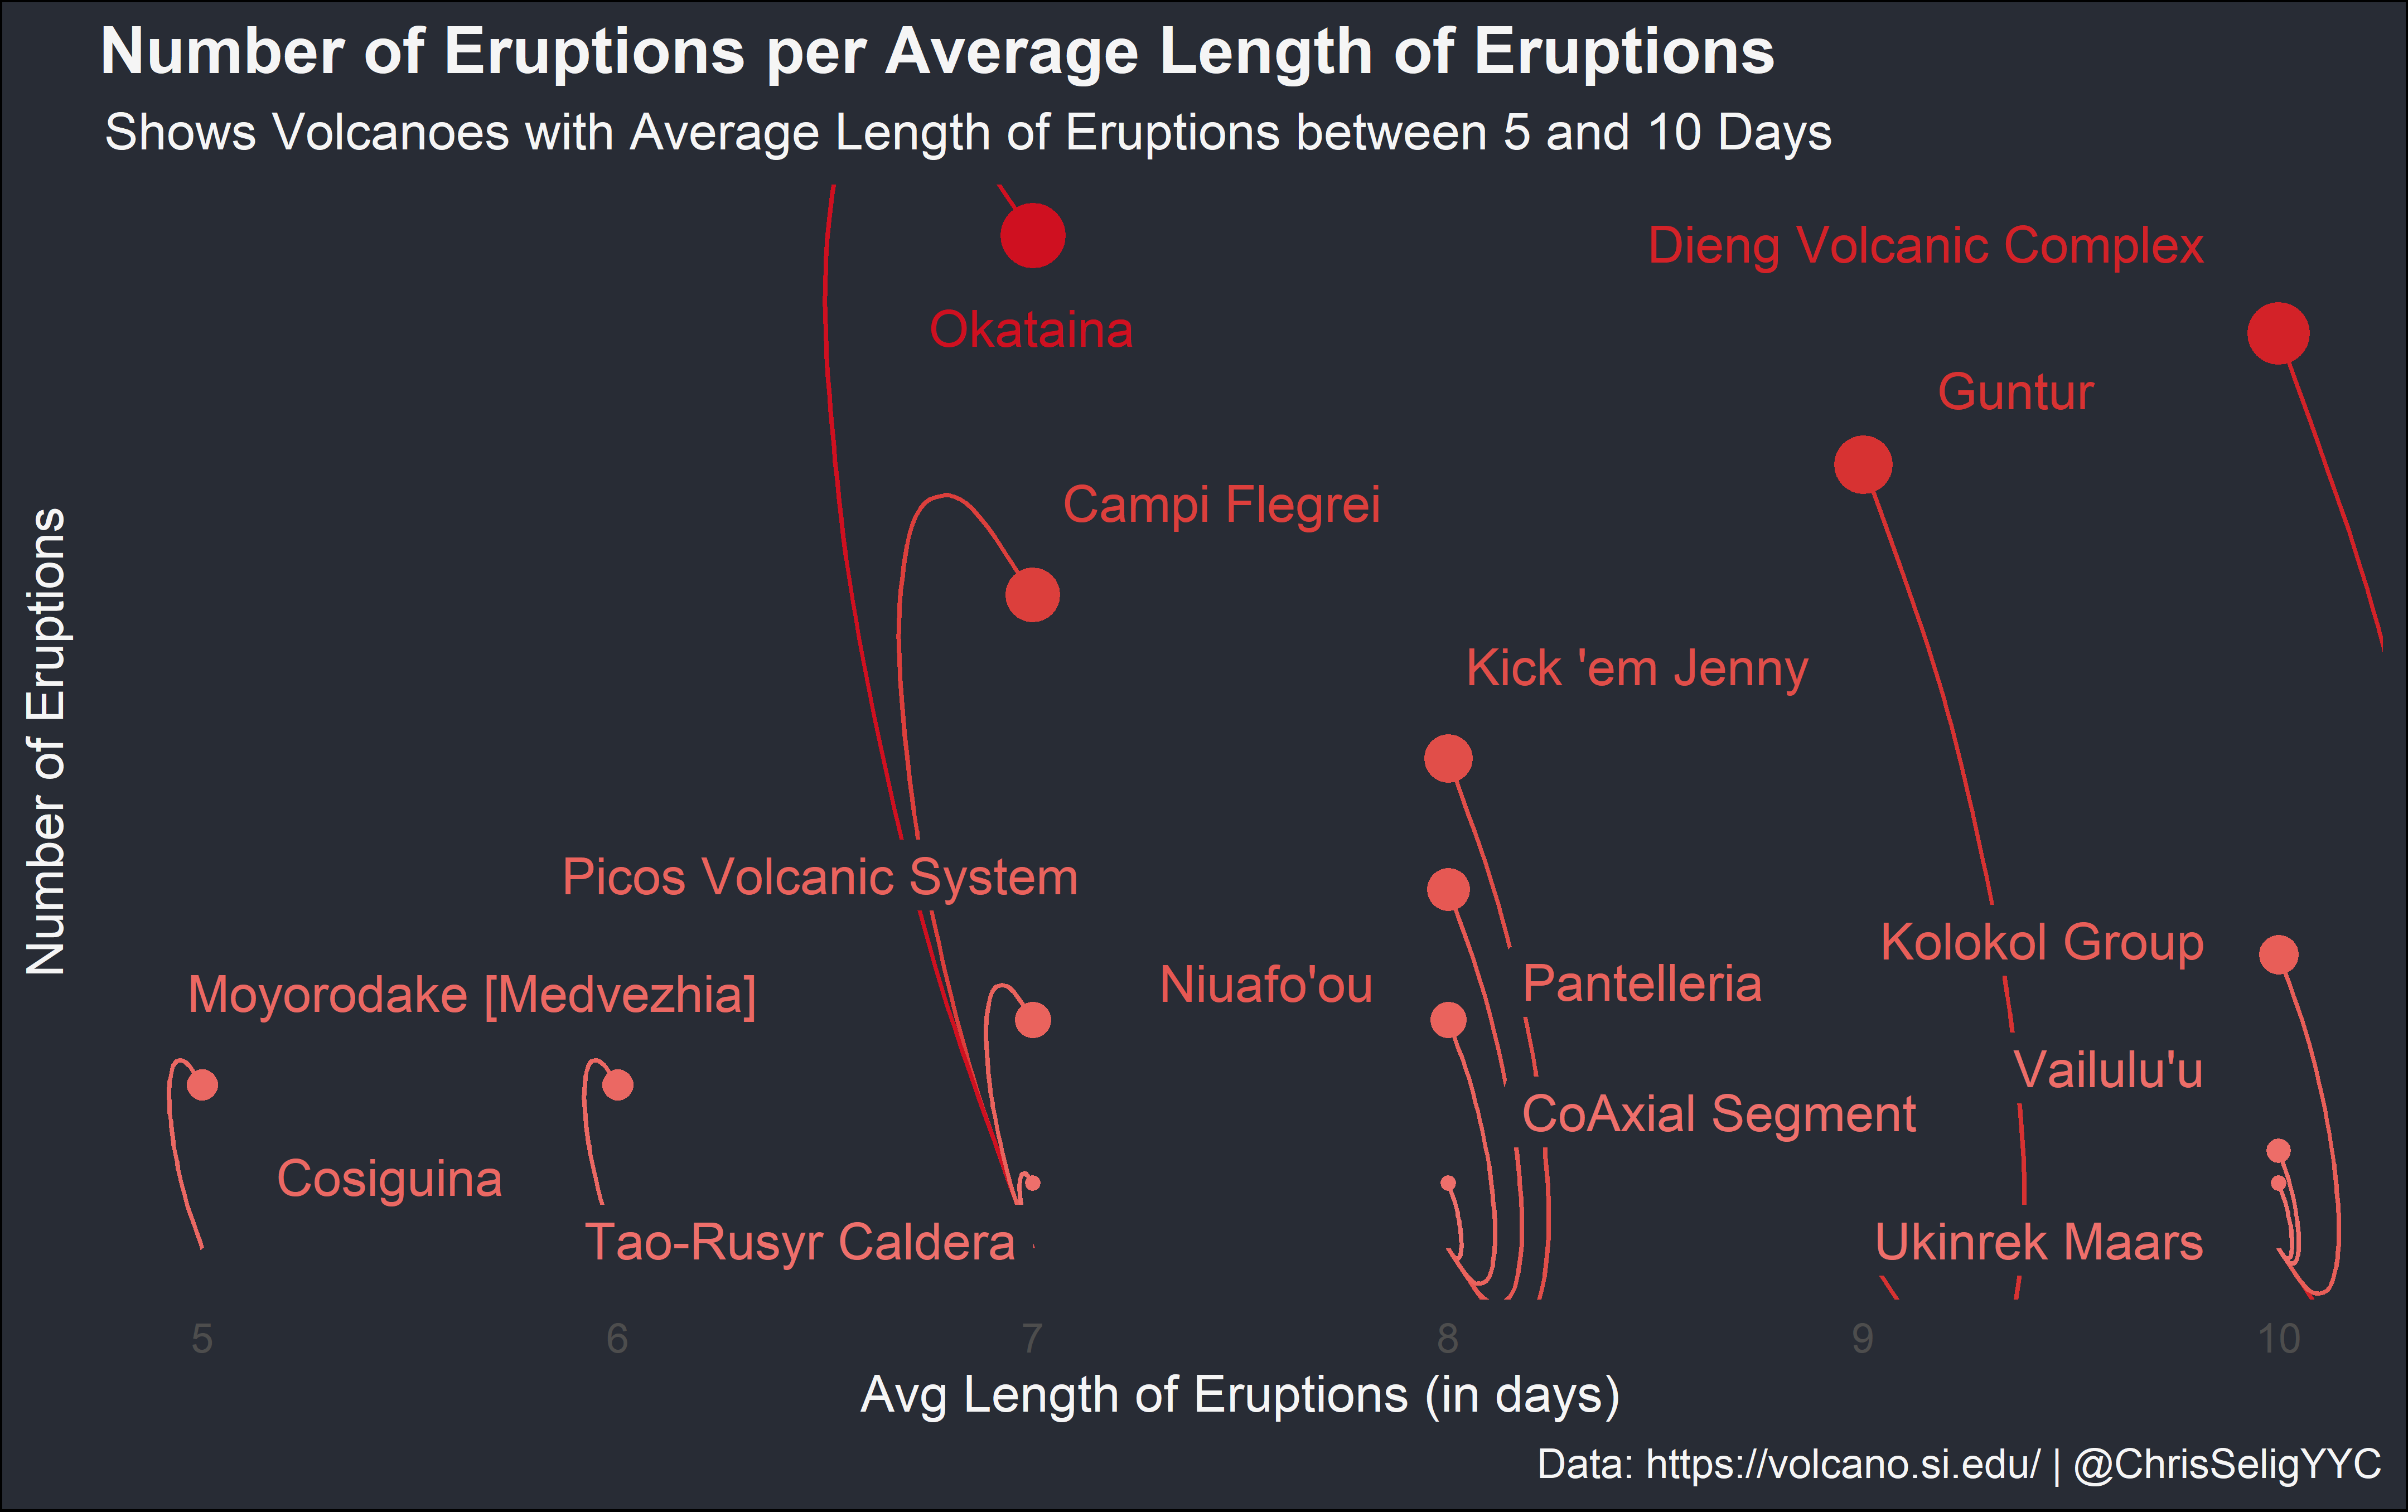 Number of Eruptions per Average Length of Eruptions
Shows Volcanoes with Average Length of Eruptions between 5 and 10 Days
Number of Eruptions
Dieng Volcanic Complex
Okataina
Guntur
Campi Flegrei
Kick 'em Jenny
Picos Volcanic System
Kolokol Group
Moyorodake [Medvezhia]
Niuafo'ou
Pantelleria
Vailulu'u
CoAxial Segment
Cosiguina
Tao-Rusyr Caldera
Ukinrek Maars
5 6 7 8 9 10
Avg Length of Eruptions (in days)
Data: https://volcano.si.edu/ | @ChrisSeligYYC